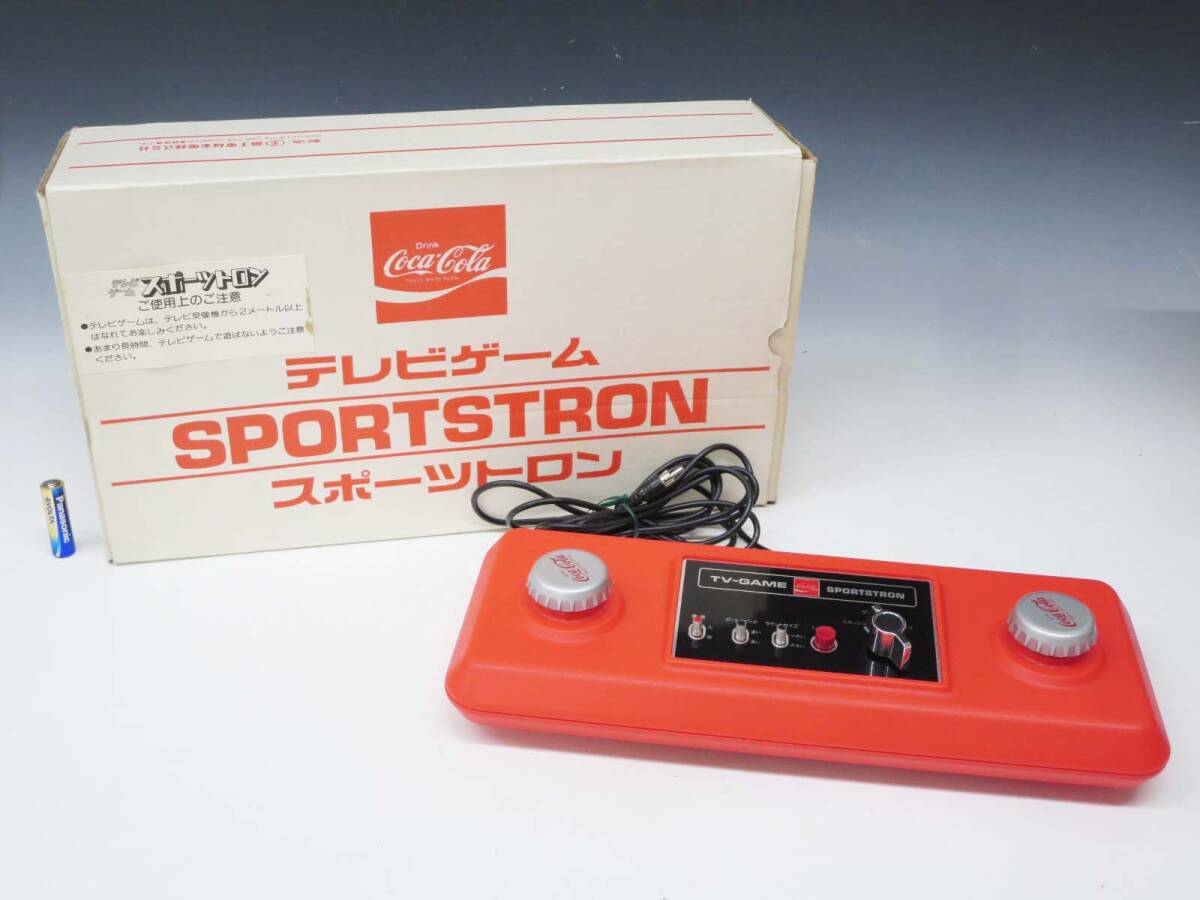 Drink
Coca-Cola
テレビ
ゲーム
スポーツトロン
ご使用上のご注意
●テレビゲームは、テレビ受像機から2メートル以上
はなれてお楽しみください。
●あまり長時間、テレビゲームで遊ばないようご注意
ください。
テレビゲーム
SPORTSTRON
スポーツトロン
Panasonic
EVOLTA
TV-GAME
SPORTSTRON
Coca-Cola
Coca-Cola